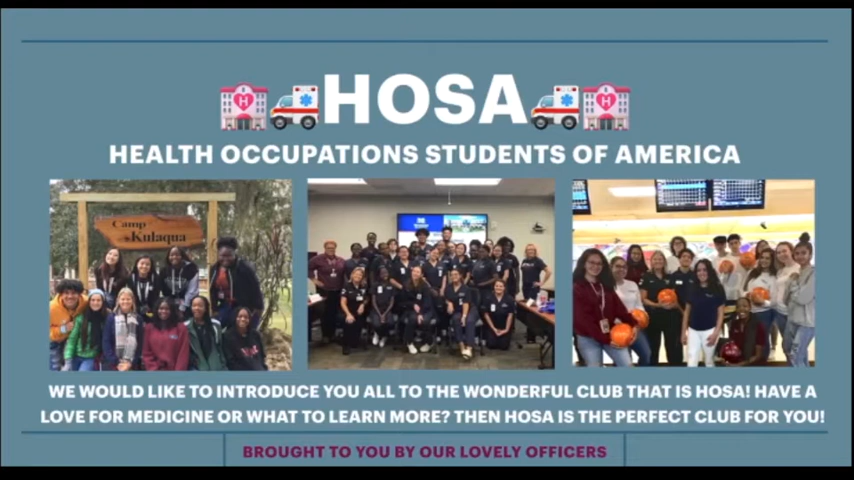 HOSA
HEALTH OCCUPATIONS STUDENTS OF AMERICA
Camp
Kulaqua
WE WOULD LIKE TO INTRODUCE YOU ALL TO THE WONDERFUL CLUB THAT IS HOSA! HAVE A
LOVE FOR MEDICINE OR WHAT TO LEARN MORE? THEN HOSA IS THE PERFECT CLUB FOR YOU!
BROUGHT TO YOU BY OUR LOVELY OFFICERS